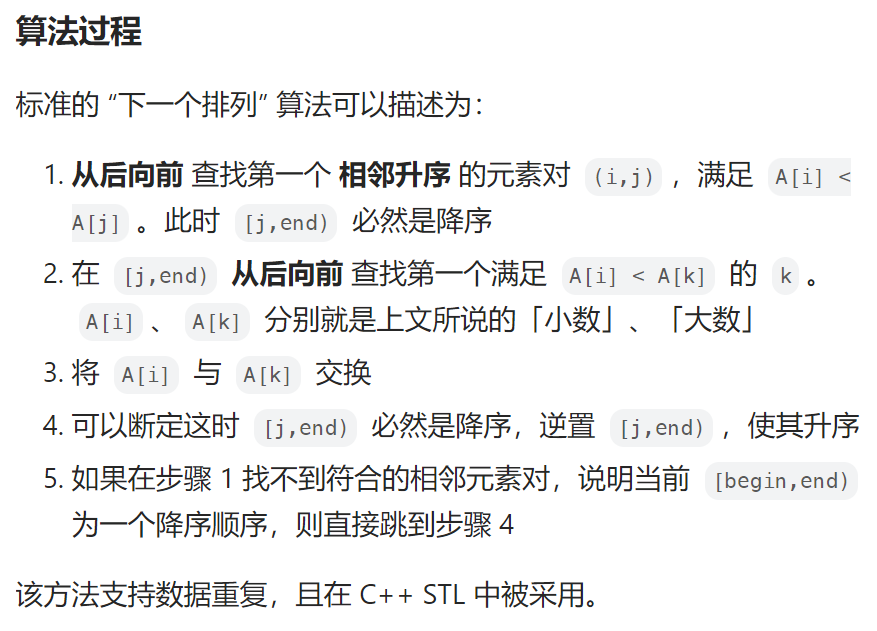 算法过程
标准的 “下一个排列” 算法可以描述为：
1. 从后向前 查找第一个 相邻升序 的元素对 (i,j) ，满足 A[i] <
A[j] 。此时 [j,end) 必然是降序
2. 在 [j,end) 从后向前 查找第一个满足 A[i] < A[k] 的 k 。
A[i] 、 A[k] 分别就是上文所说的「小数」、「大数」
3. 将 A[i] 与 A[k] 交换
4. 可以断定这时 [j,end) 必然是降序，逆置 [j,end) ，使其升序
5. 如果在步骤 1 找不到符合的相邻元素对，说明当前 [begin,end)
为一个降序顺序，则直接跳到步骤 4
该方法支持数据重复，且在 C++ STL 中被采用。